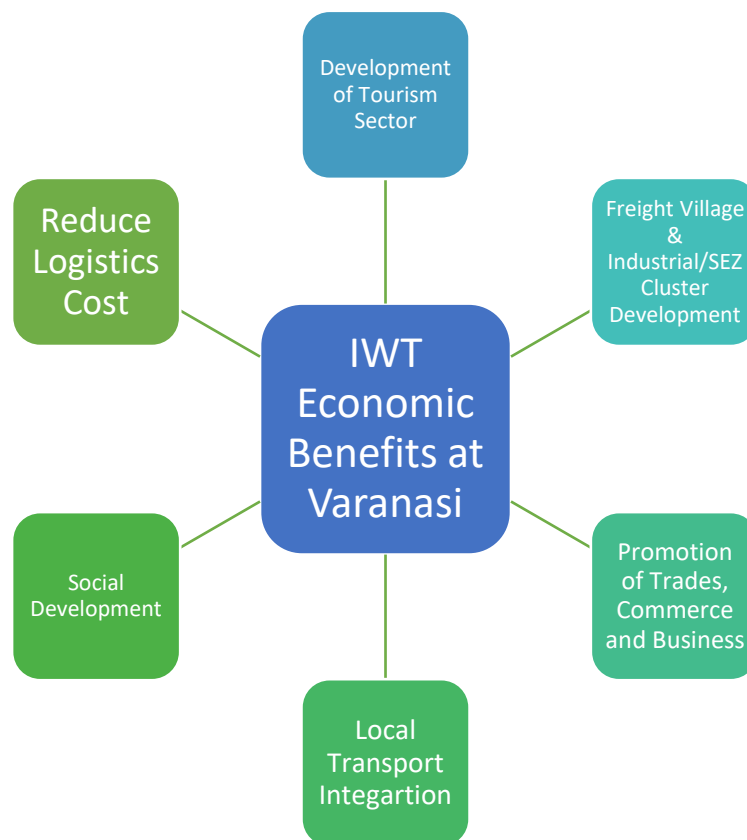 Development
of Tourism
Sector
Freight Village
&
Industrial/SEZ
Cluster
Development
Reduce
Logistics
Cost
IWT
Economic
Benefits at
Varanasi
Promotion
of Trades,
Commerce
and Business
Social
Development
Local
Transport
Integartion